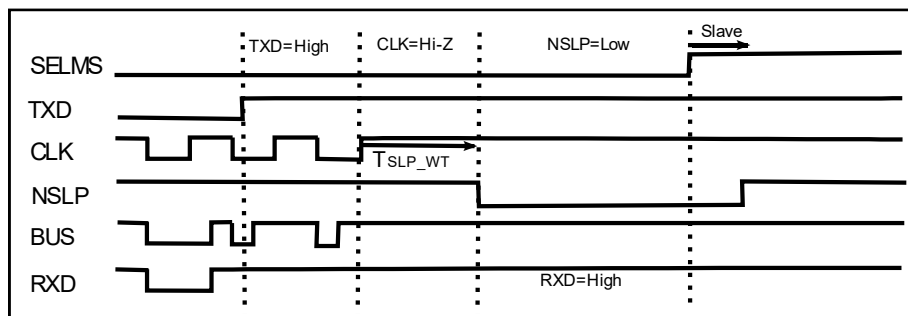 Slave
TXD=High CLK=Hi-Z NSLP=Low
SELMS
TXD
CLK
TSLP_WT
NSLP
BUS
RXD RXD=High